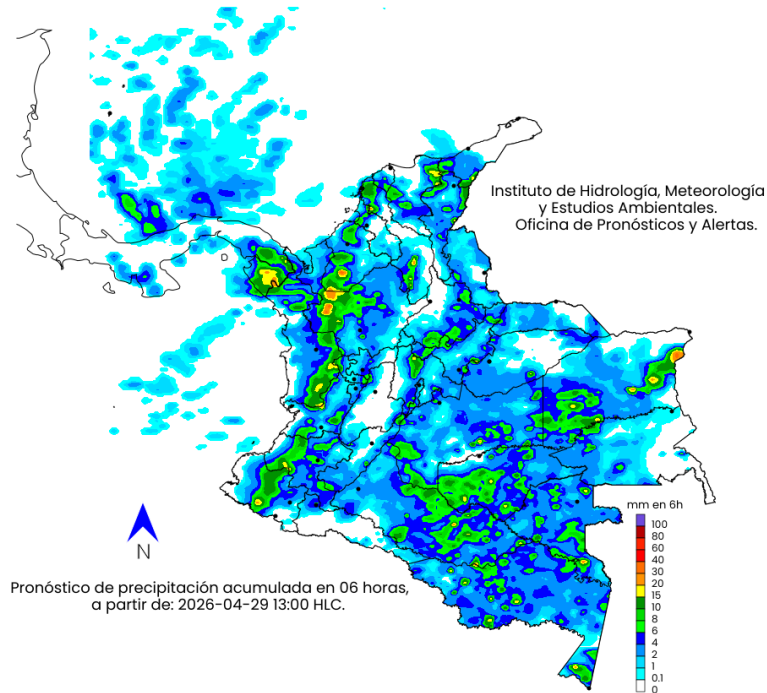 Instituto de Hidrología, Meteorología
y Estudios Ambientales.
Oficina de Pronósticos y Alertas.
mm en 6h
100
80
60
40
30
20
15
10
8
6
4
2
1
0.1
0
N
Pronóstico de precipitación acumulada en 06 horas,
a partir de: 2026-04-29 13:00 HLC.